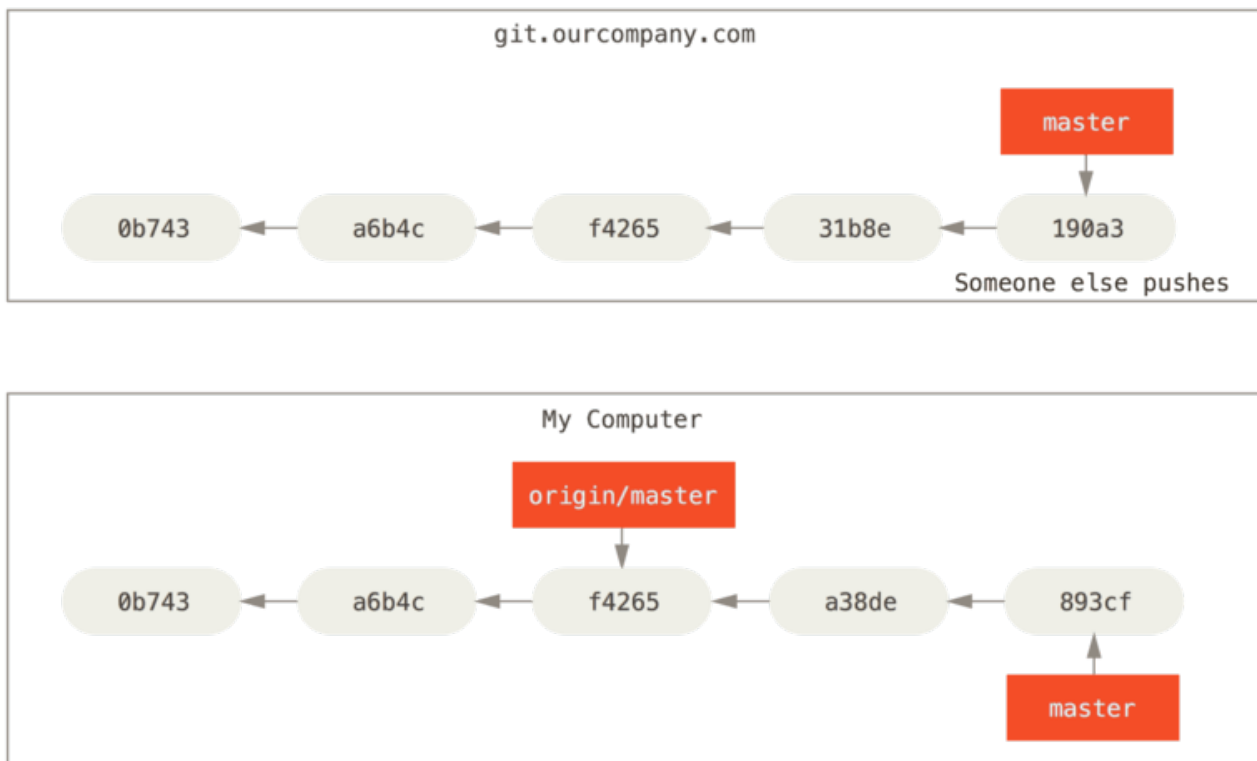 git.ourcompany.com
master
0b743 a6b4c f4265 31b8e 190a3
Someone else pushes
My Computer
origin/master
0b743 a6b4c f4265 a38de 893cf
master